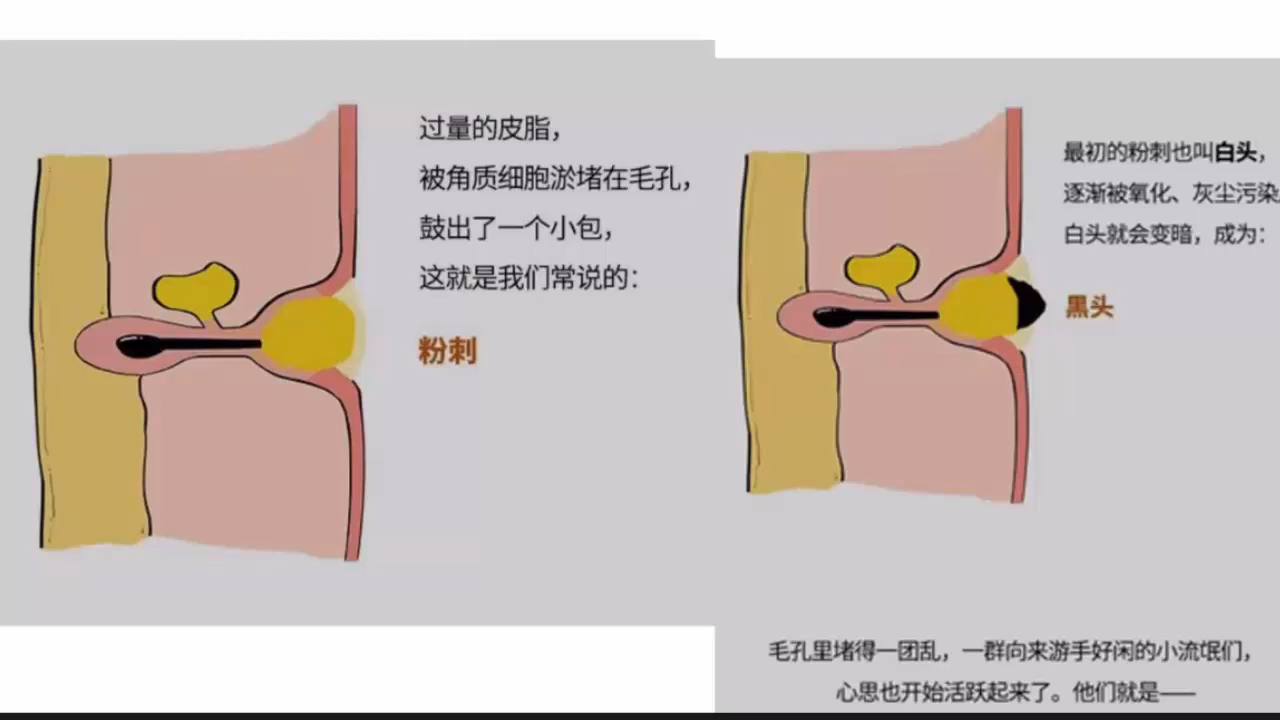 过量的皮脂，
被角质细胞淤堵在毛孔，
鼓出了一个小包，
这就是我们常说的：
粉刺
最初的粉刺也叫白头，
逐渐被氧化、灰尘污染，
白头就会变暗，成为：
黑头
毛孔里堵得一团乱，一群向来游手好闲的小流氓们，
心思也开始活跃起来了。他们就是——